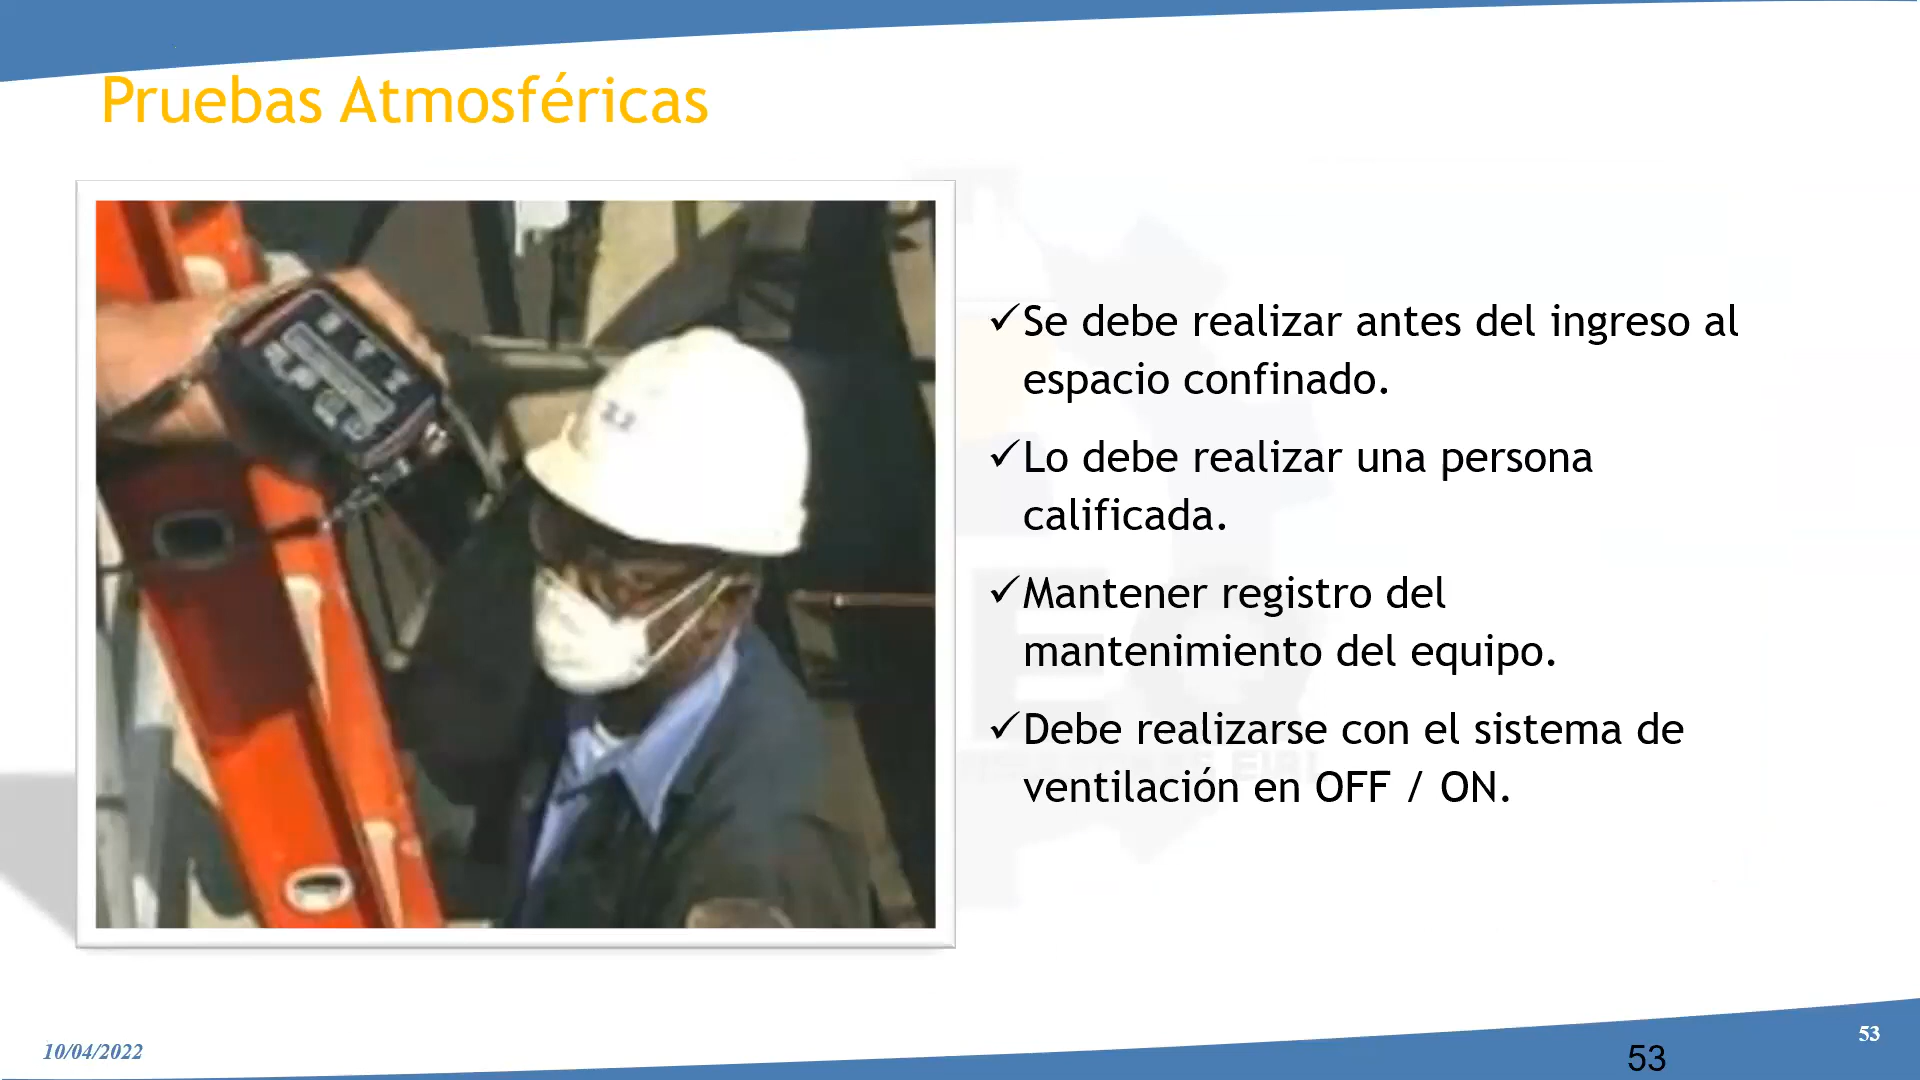 Pruebas Atmosféricas
✓Se debe realizar antes del ingreso al
espacio confinado.
✓Lo debe realizar una persona
calificada.
✓Mantener registro del
mantenimiento del equipo.
✓Debe realizarse con el sistema de
ventilación en OFF / ON.
10/04/2022
53
53